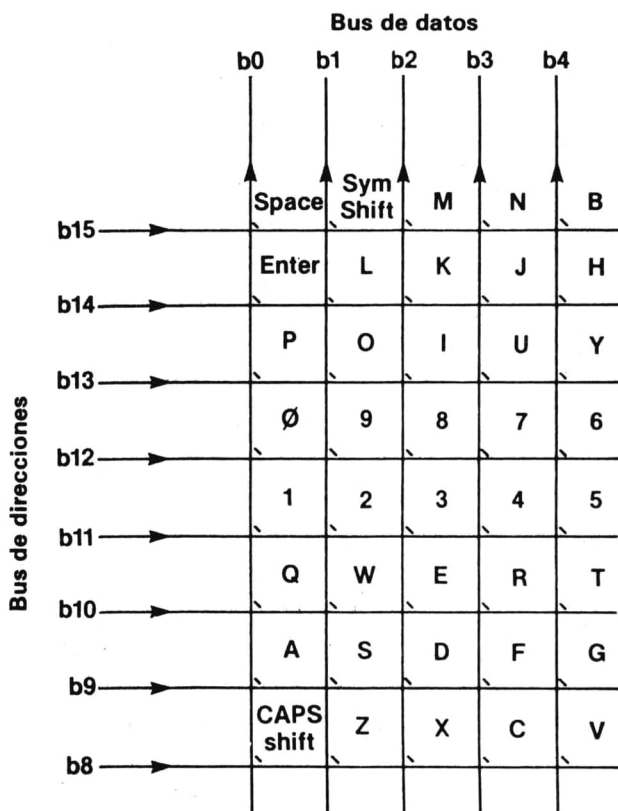 Bus de datos
b0 b1 b2 b3 b4
Space Sym Shift M N B
b15
Enter L K J H
b14
P O I U Y
b13
Ø 9 8 7 6
b12
1 2 3 4 5
b11
Q W E R T
b10
A S D F G
b9
CAPS shift Z X C V
b8
Bus de direcciones